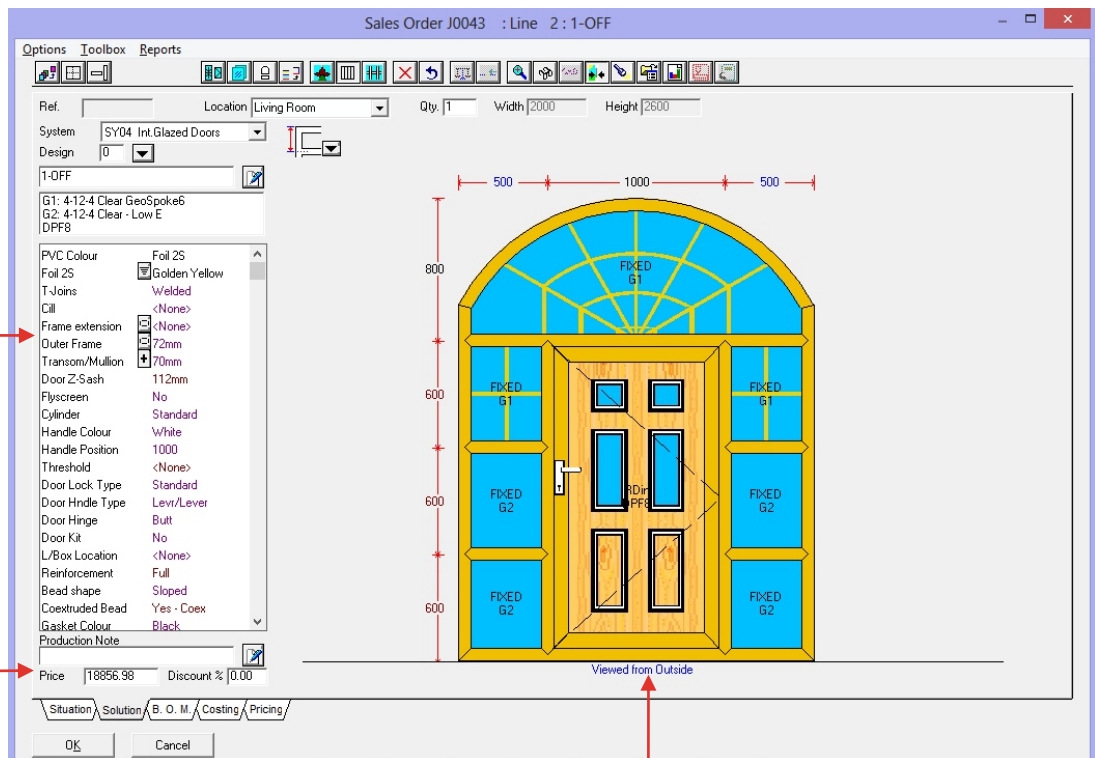 Sales Order J0043 : Line 2 : 1-OFF
Options Toolbox Reports
Ref. Location Living Room Qty. 1 Width 2000 Height 2600
System SY04 Int.Glazed Doors
Design 0
1-OFF
G1: 4-12-4 Clear GeoSpoke6
G2: 4-12-4 Clear - Low E
DPF8
PVC Colour Foil 2S
Foil 2S Golden Yellow
T-Joins Welded
Cill <None>
Frame extension <None>
Outer Frame 72mm
Transom/Mullion 70mm
Door Z-Sash 112mm
Flyscreen No
Cylinder Standard
Handle Colour White
Handle Position 1000
Threshold <None>
Door Lock Type Standard
Door Hndle Type Levr/Lever
Door Hinge Butt
Door Kit No
L/Box Location <None>
Reinforcement Full
Bead shape Sloped
Coextruded Bead Yes - Coex
Gasket Colour Black
Production Note
Price 18856.98 Discount % 0.00
Situation Solution B. O. M. Costing Pricing
OK Cancel
500 1000 500
800
FIXED
G1
600
FIXED
G1
FIXED
G1
600
FIXED
G2
DPF8
FIXED
G2
600
FIXED
G2
FIXED
G2
Viewed from Outside